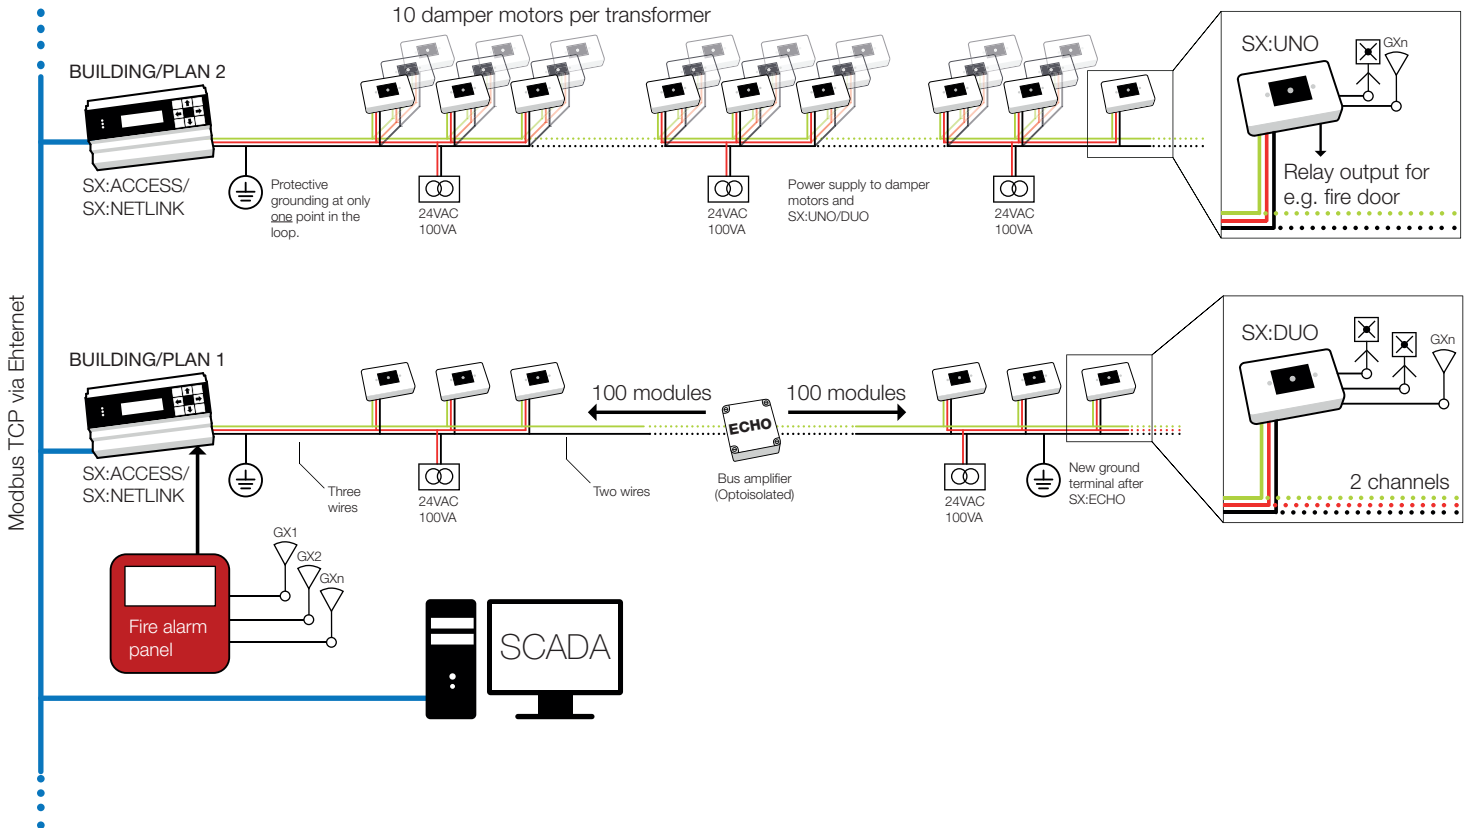 10 damper motors per transformer
BUILDING/PLAN 2
SX:ACCESS/
SX:NETLINK
Protective
grounding at only
one point in the
loop.
24VAC
100VA
24VAC
100VA
Power supply to damper
motors and
SX:UNO/DUO
24VAC
100VA
SX:UNO
GXn
Relay output for
e.g. fire door
Modbus TCP via Ehternet
BUILDING/PLAN 1
SX:ACCESS/
SX:NETLINK
Three
wires
24VAC
100VA
Two wires
100 modules
100 modules
ECHO
Bus amplifier
(Optoisolated)
24VAC
100VA
New ground
terminal after
SX:ECHO
SX:DUO
GXn
2 channels
GX1
GX2
GXn
Fire alarm
panel
SCADA